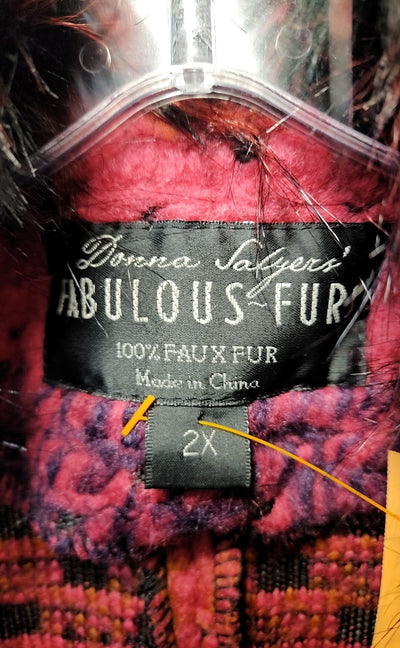 Donna Salyers'
FABULOUS-FURS
100% FAUX FUR
Made in China
2X